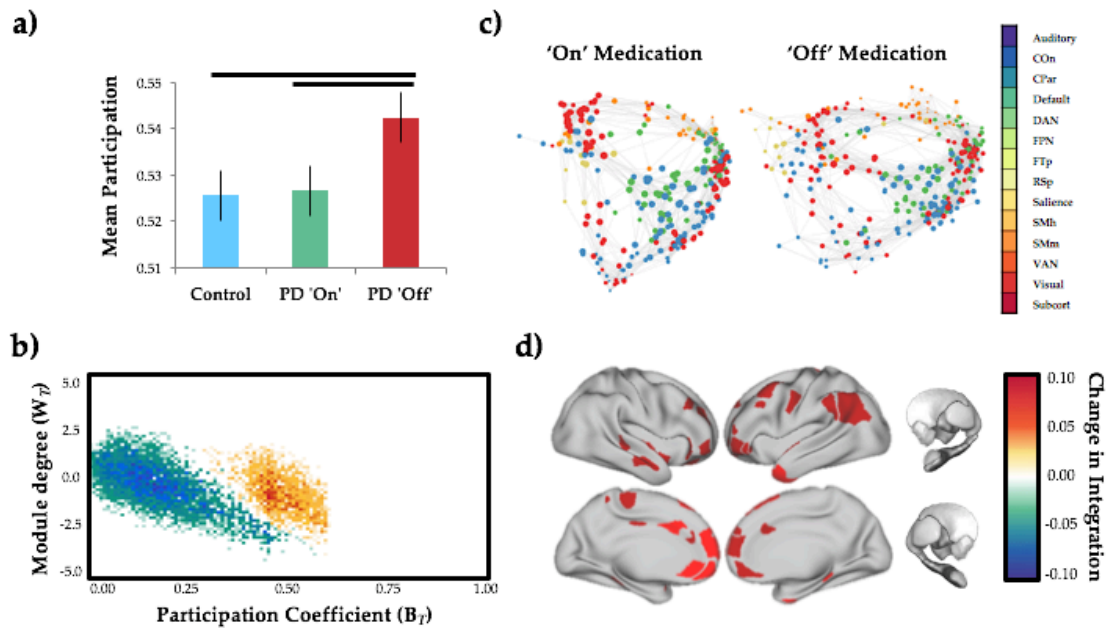 a)
Mean Participation
0.55
0.54
0.53
0.52
0.51
Control
PD 'On'
PD 'Off'
b)
Module degree (W_T)
5.0
2.5
0.0
-2.5
-5.0
0.00
0.25
0.50
0.75
1.00
Participation Coefficient (B_T)
c)
'On' Medication
'Off' Medication
Auditory
COn
CPar
Default
DAN
FPN
FTp
RSp
Salience
SMh
SMm
VAN
Visual
Subcort
d)
0.10
0.05
0.00
-0.05
-0.10
Change in Integration